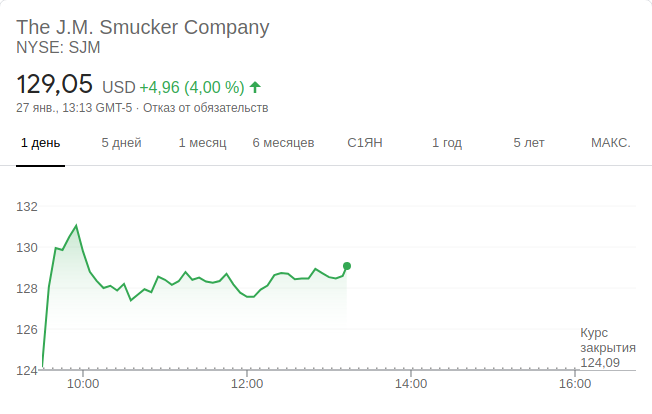 The J.M. Smucker Company
NYSE: SJM
129,05 USD +4,96 (4,00 %)
27 янв., 13:13 GMT-5 · Отказ от обязательств
1 день 5 дней 1 месяц 6 месяцев С1ЯН 1 год 5 лет МАКС.
132
130
128
126
Курс
закрытия
124,09
124
10:00 12:00 14:00 16:00